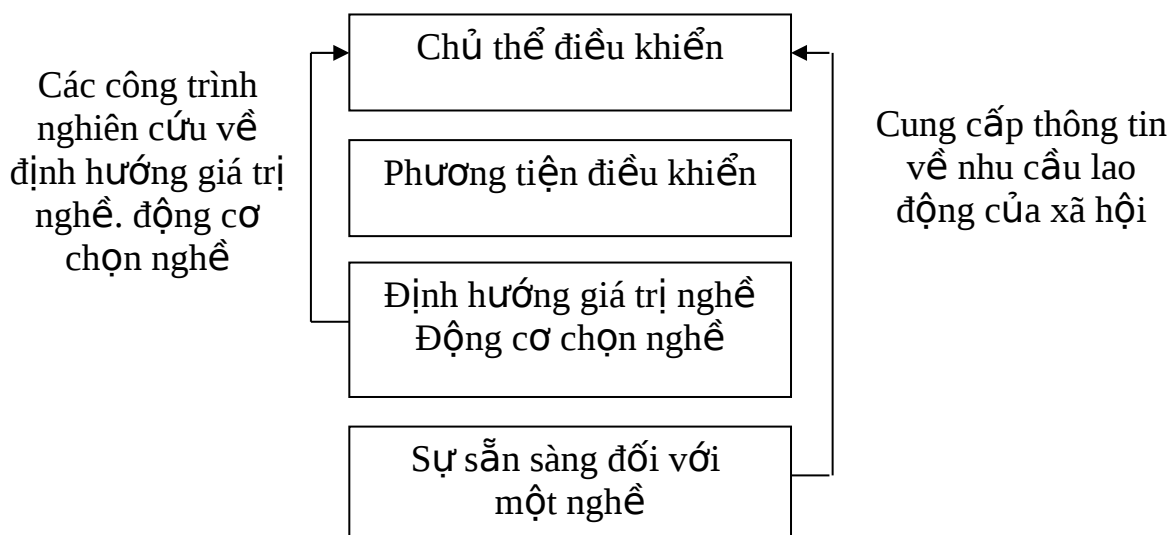 Chủ thể điều khiển
Các công trình
nghiên cứu về
định hướng giá trị
nghề. động cơ
chọn nghề
Cung cấp thông tin
về nhu cầu lao
động của xã hội
Phương tiện điều khiển
Định hướng giá trị nghề
Động cơ chọn nghề
Sự sẵn sàng đối với
một nghề